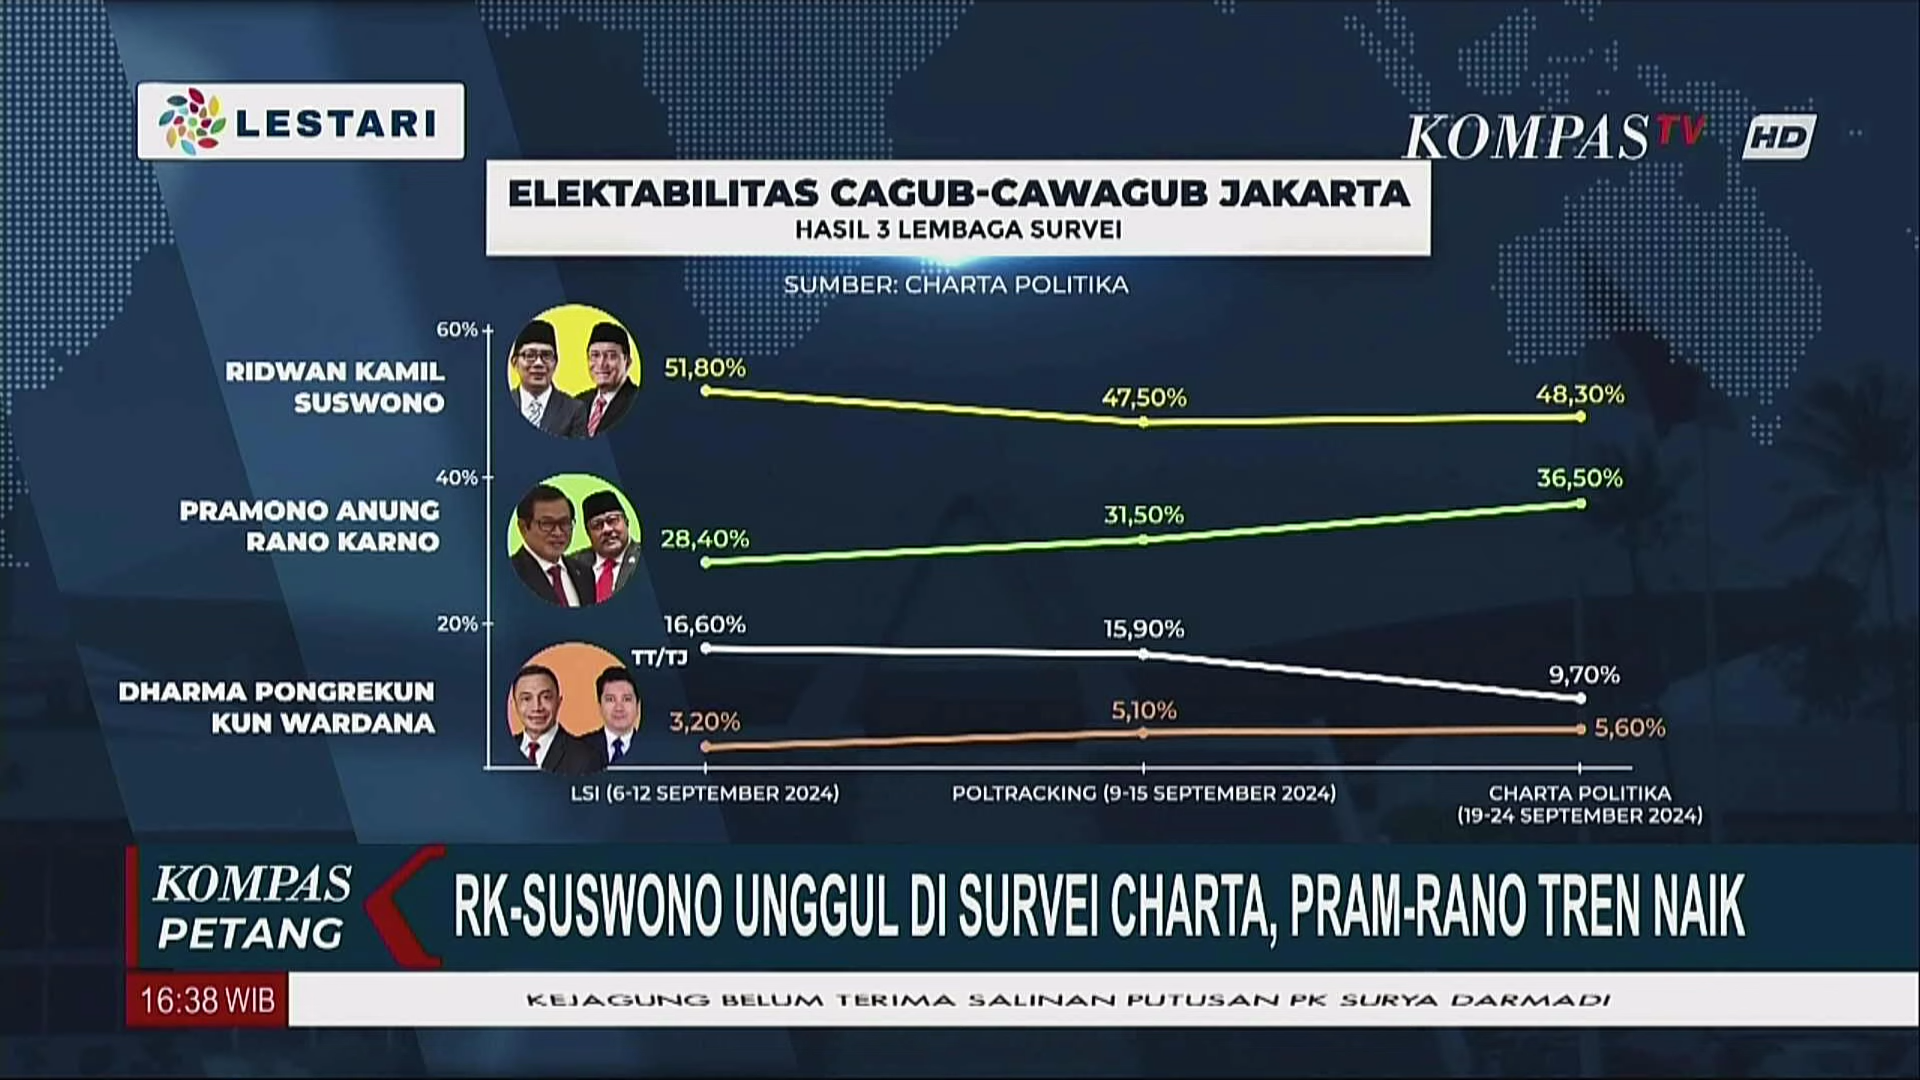 LESTARI
KOMPAS TV HD
ELEKTABILITAS CAGUB-CAWAGUB JAKARTA
HASIL 3 LEMBAGA SURVEI
SUMBER: CHARTA POLITIKA
60%
RIDWAN KAMIL
SUSWONO
51,80%
47,50%
48,30%
40%
PRAMONO ANUNG
RANO KARNO
28,40%
31,50%
36,50%
20%
TT/TJ
16,60%
15,90%
9,70%
DHARMA PONGREKUN
KUN WARDANA
3,20%
5,10%
5,60%
LSI (6-12 SEPTEMBER 2024)
POLTRACKING (9-15 SEPTEMBER 2024)
CHARTA POLITIKA
(19-24 SEPTEMBER 2024)
KOMPAS
PETANG
RK-SUSWONO UNGGUL DI SURVEI CHARTA, PRAM-RANO TREN NAIK
16:38 WIB
KEJAGUNG BELUM TERIMA SALINAN PUTUSAN PK SURYA DARMADI